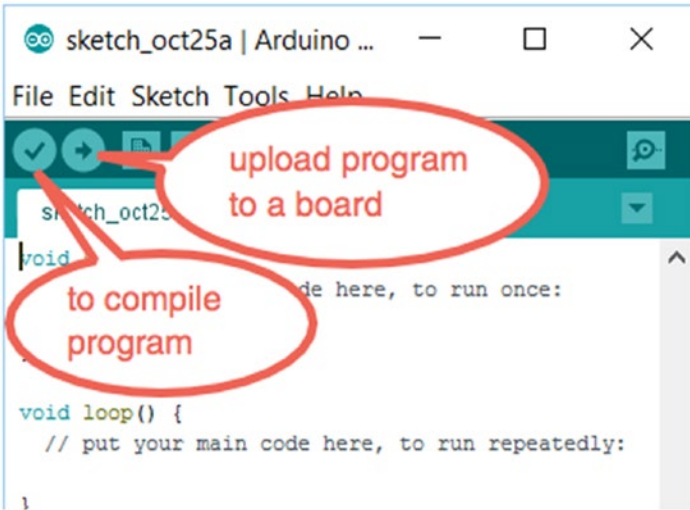 sketch_oct25a | Arduino ...
File Edit Sketch Tools Help
upload program
to a board
sketch_oct25
void
to compile
program
de here, to run once:
void loop() {
// put your main code here, to run repeatedly:
}